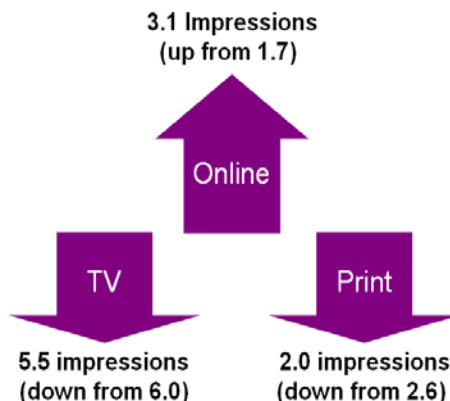 3.1 Impressions
(up from 1.7)
Online
TV
Print
5.5 impressions
(down from 6.0)
2.0 impressions
(down from 2.6)